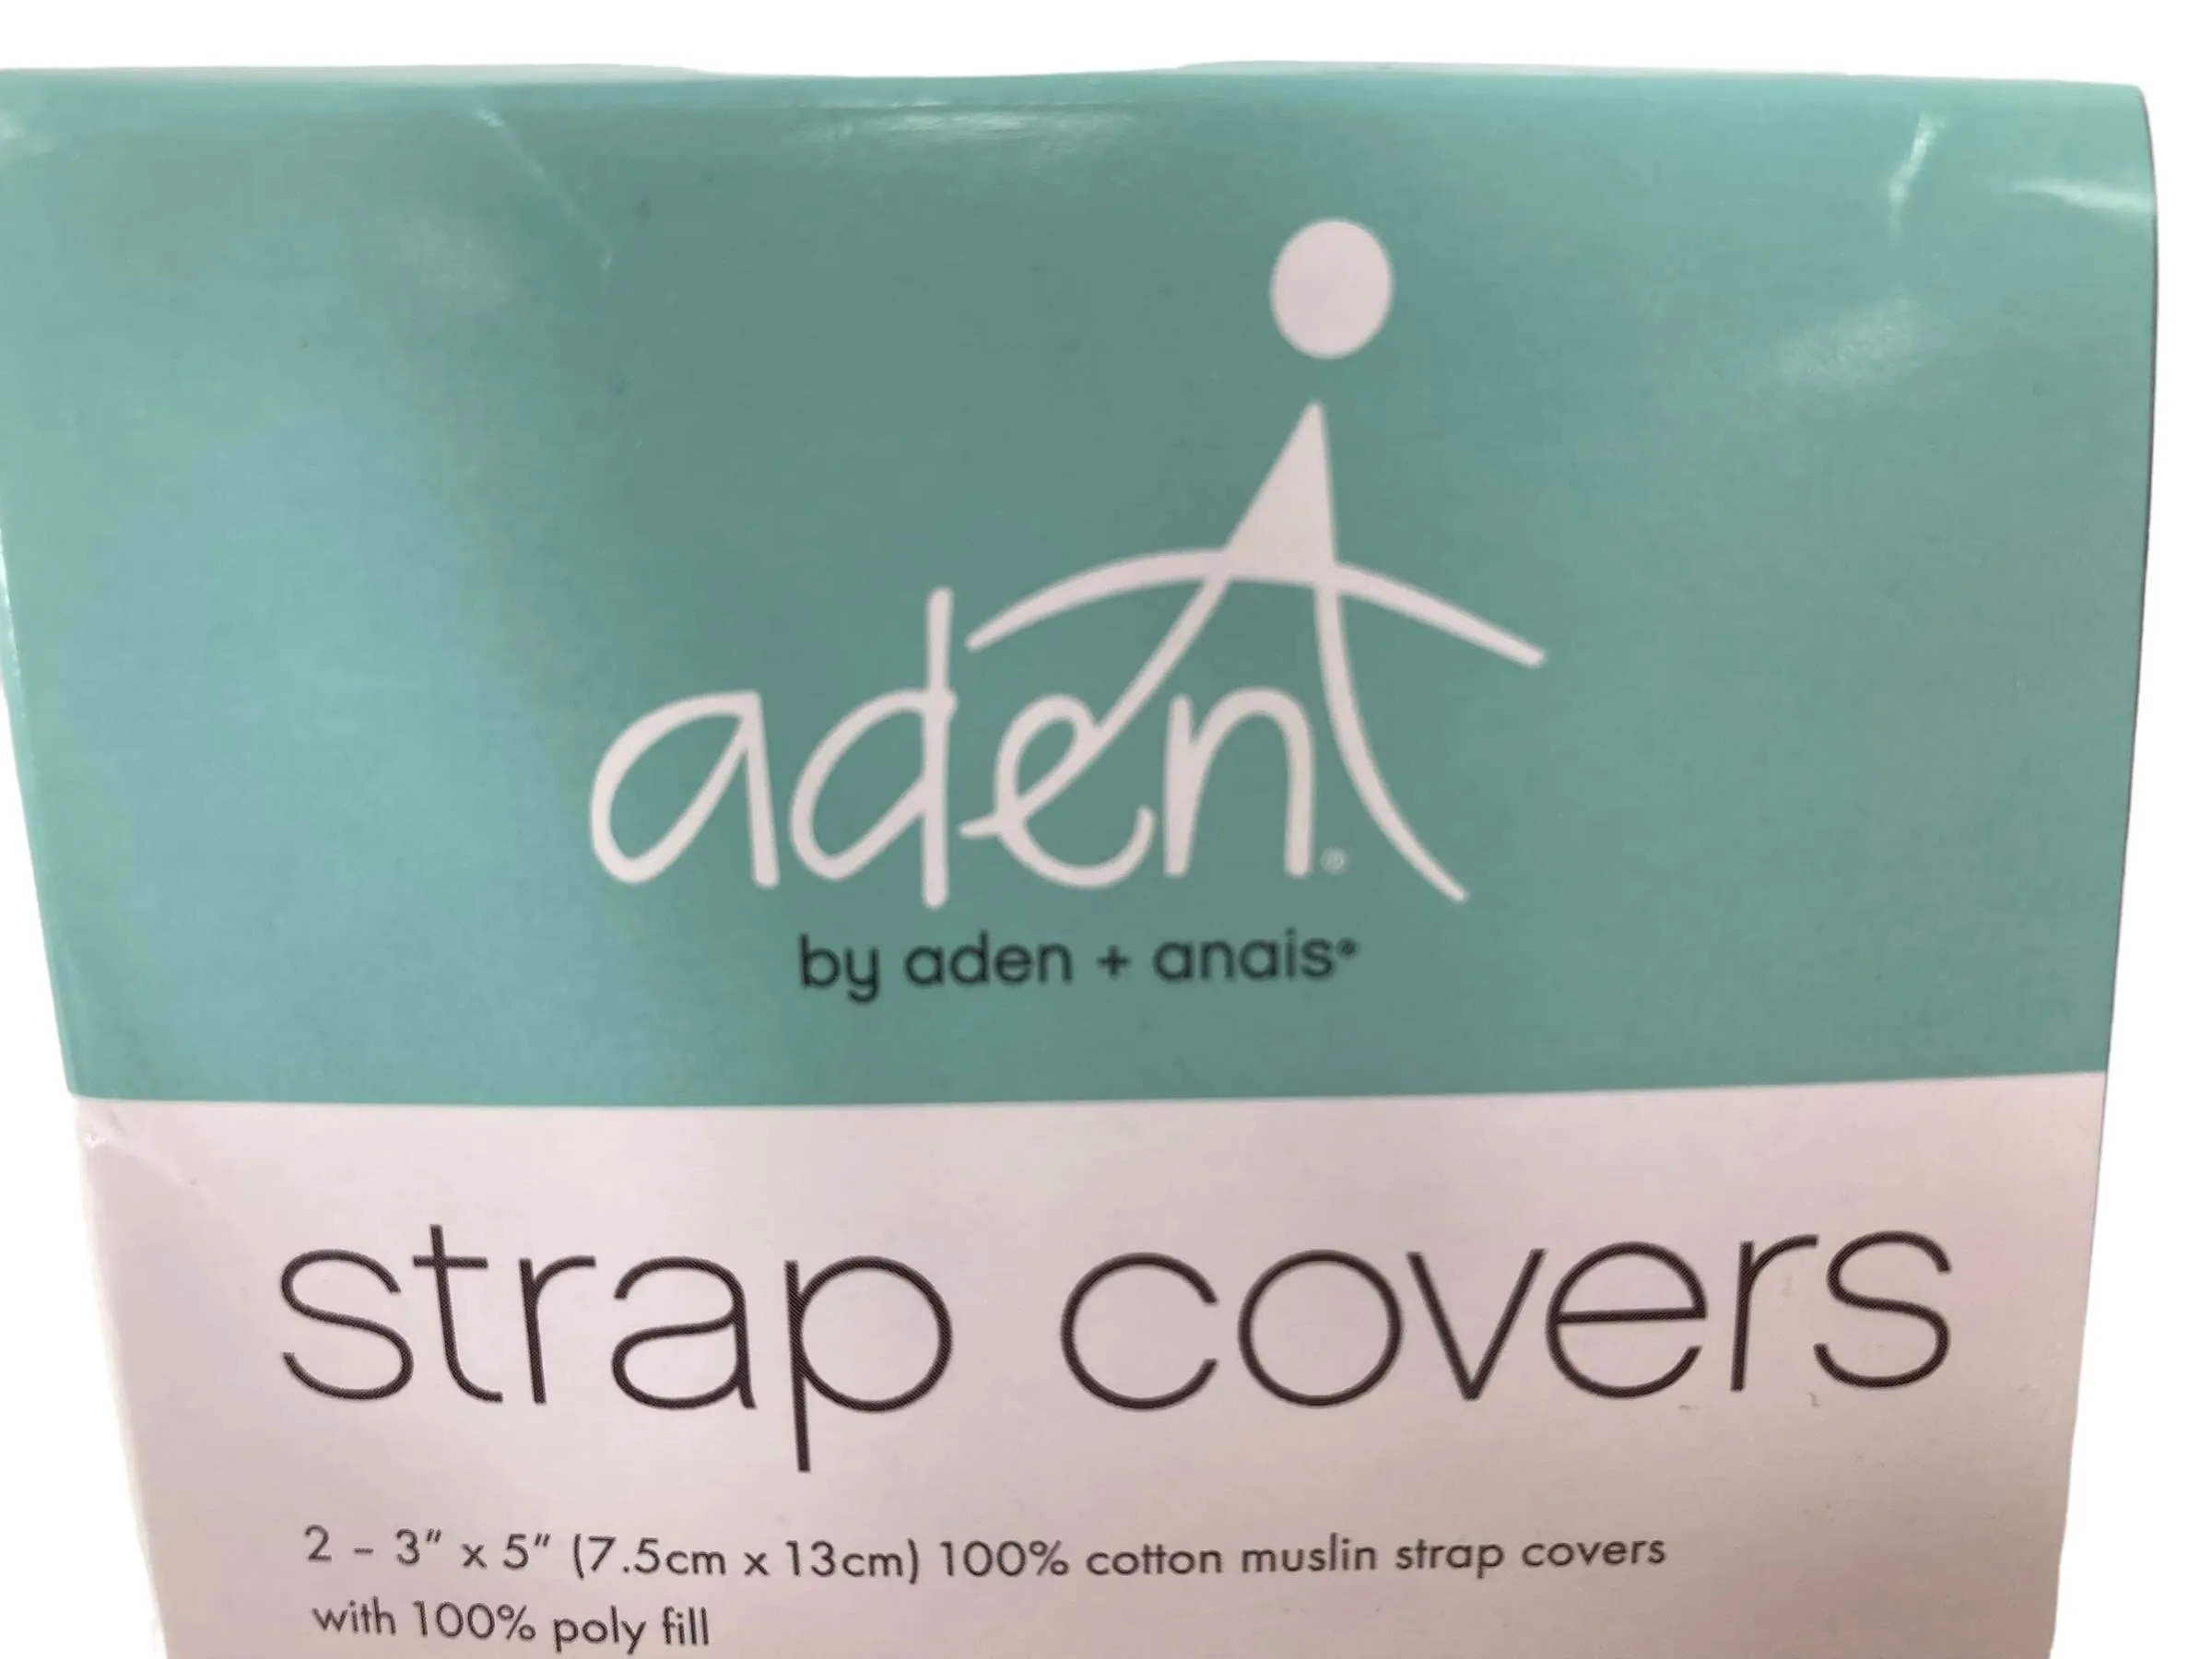 aden®
by aden + anais®
strap covers
2 – 3" x 5" (7.5cm x 13cm) 100% cotton muslin strap covers
with 100% poly fill